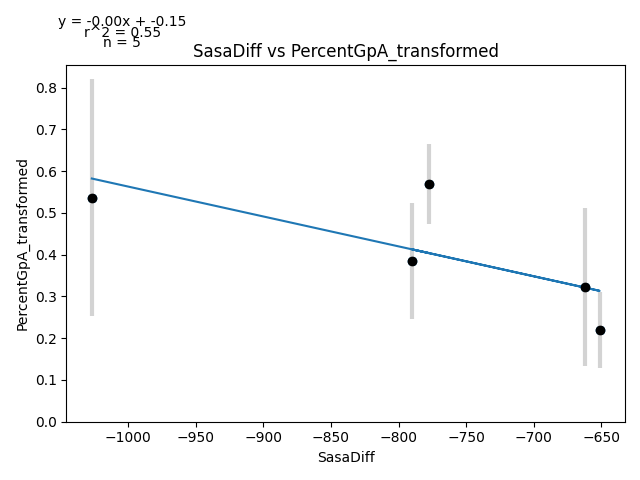 y = -0.00x + -0.15
r^2 = 0.55
n = 5
SasaDiff vs PercentGpA_transformed
PercentGpA_transformed
0.8
0.7
0.6
0.5
0.4
0.3
0.2
0.1
0.0
−1000
−950
−900
−850
−800
−750
−700
−650
SasaDiff